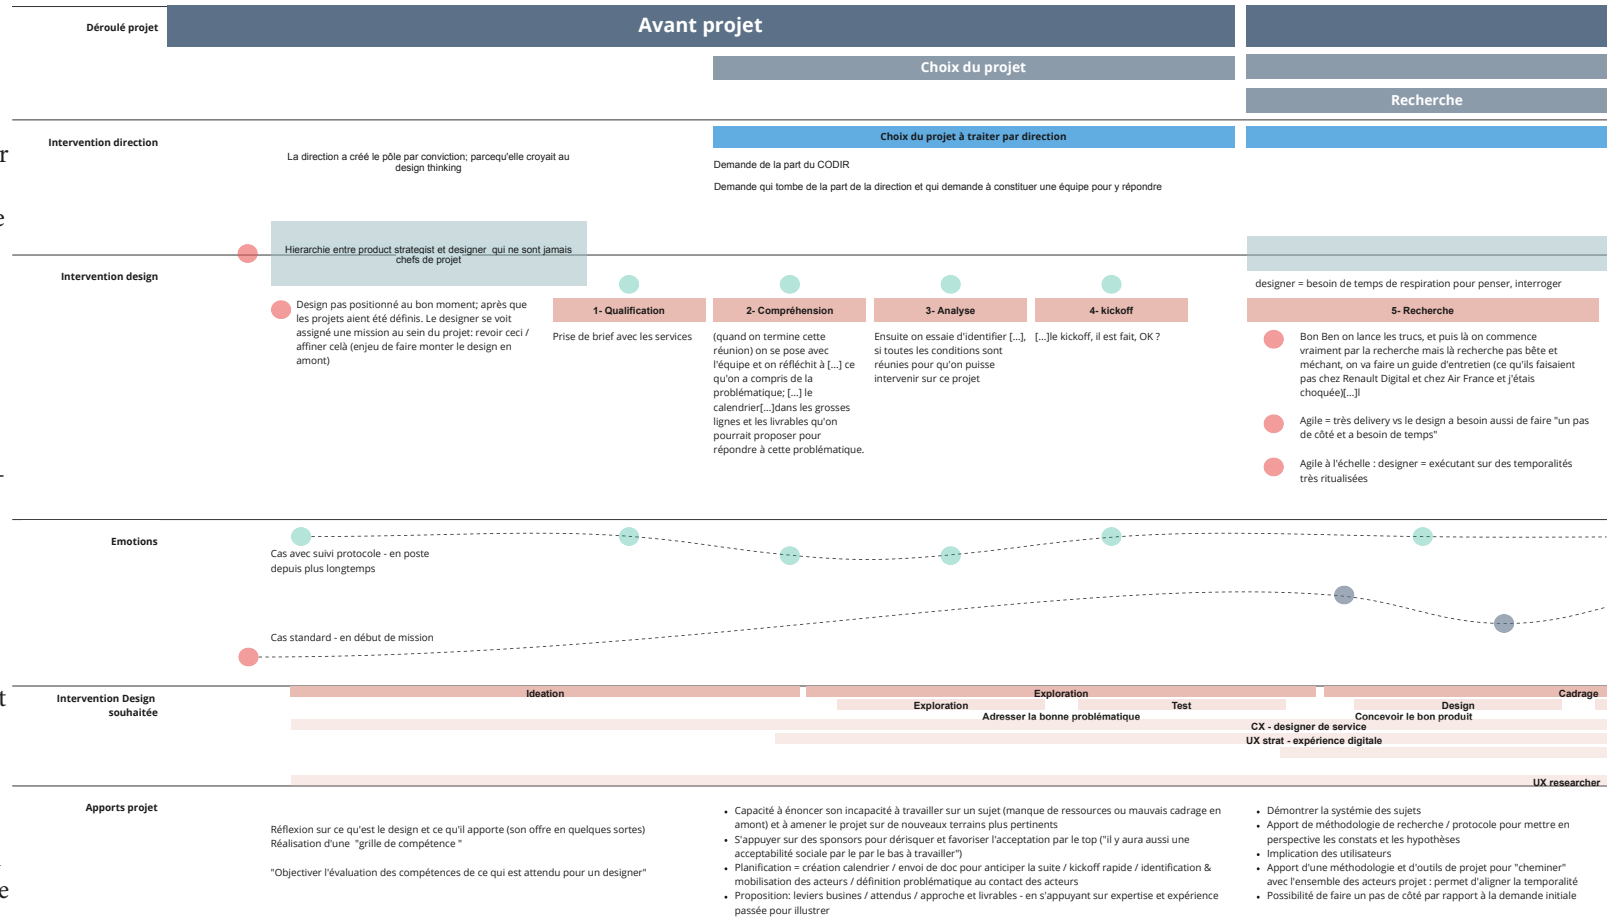 Déroulé projet
Avant projet
Choix du projet
Recherche
Intervention direction
La direction a créé le pôle par conviction; parcequ'elle croyait au
design thinking
Choix du projet à traiter par direction
Demande de la part du CODIR
Demande qui tombe de la part de la direction et qui demande à constituer une équipe pour y répondre
Hierarchie entre product strategist et designer qui ne sont jamais
chefs de projet
Intervention design
Design pas positionné au bon moment; après que
les projets aient été définis. Le designer se voit
assigné une mission au sein du projet: revoir ceci /
affiner celà (enjeu de faire monter le design en
amont)
1- Qualification
Prise de brief avec les services
2- Compréhension
(quand on termine cette
réunion) on se pose avec
l'équipe et on réfléchit à [...] ce
qu'on a compris de la
problématique; [...] le
calendrier[...]dans les grosses
lignes et les livrables qu'on
pourrait proposer pour
répondre à cette problématique.
3- Analyse
Ensuite on essaie d'identifier [...],
si toutes les conditions sont
réunies pour qu'on puisse
intervenir sur ce projet
4- kickoff
[...]le kickoff, il est fait, OK ?
designer = besoin de temps de respiration pour penser, interroger
5- Recherche
Bon Ben on lance les trucs, et puis là on commence
vraiment par la recherche mais là recherche pas bête et
méchant, on va faire un guide d'entretien (ce qu'ils faisaient
pas chez Renault Digital et chez Air France et j'étais
choquée)[...]l
Agile = très delivery vs le design a besoin aussi de faire "un pas
de côté et a besoin de temps"
Agile à l'échelle : designer = exécutant sur des temporalités
très ritualisées
Emotions
Cas avec suivi protocole - en poste
depuis plus longtemps
Cas standard - en début de mission
Intervention Design
souhaitée
Ideation
Exploration
Cadrage
Exploration
Test
Design
Adresser la bonne problématique
Concevoir le bon produit
CX - designer de service
UX strat - expérience digitale
UX researcher
Apports projet
Réflexion sur ce qu'est le design et ce qu'il apporte (son offre en quelques sortes)
Réalisation d'une "grille de compétence "
"Objectiver l'évaluation des compétences de ce qui est attendu pour un designer"
• Capacité à énoncer son incapacité à travailler sur un sujet (manque de ressources ou mauvais cadrage en
amont) et à amener le projet sur de nouveaux terrains plus pertinents
• S'appuyer sur des sponsors pour dérisquer et favoriser l'acceptation par le top ("il y aura aussi une
acceptabilité sociale par le par le bas à travailler")
• Planification = création calendrier / envoi de doc pour anticiper la suite / kickoff rapide / identification &
mobilisation des acteurs / définition problématique au contact des acteurs
• Proposition: leviers busines / attendus / approche et livrables - en s'appuyant sur expertise et expérience
passée pour illustrer
• Démontrer la systémie des sujets
• Apport de méthodologie de recherche / protocole pour mettre en
perspective les constats et les hypothèses
• Implication des utilisateurs
• Apport d'une méthodologie et d'outils de projet pour "cheminer"
avec l'ensemble des acteurs projet : permet d'aligner la temporalité
• Possibilité de faire un pas de côté par rapport à la demande initiale